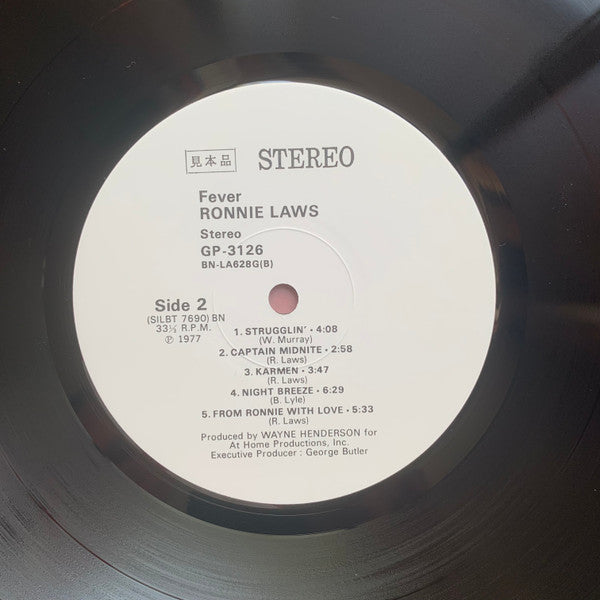 見本品 STEREO
Fever
RONNIE LAWS
Stereo
GP-3126
BN-LA628G(B)
Side 2
(SILBT 7690) BN
33⅓ R.P.M.
Ⓟ 1977
1. STRUGGLIN' • 4:08
(W. Murray)
2. CAPTAIN MIDNITE • 2:58
(R. Laws)
3. KARMEN • 3:47
(R. Laws)
4. NIGHT BREEZE • 6:29
(B. Lyle)
5. FROM RONNIE WITH LOVE • 5:33
(R. Laws)
Produced by WAYNE HENDERSON for
At Home Productions, Inc.
Executive Producer : George Butler